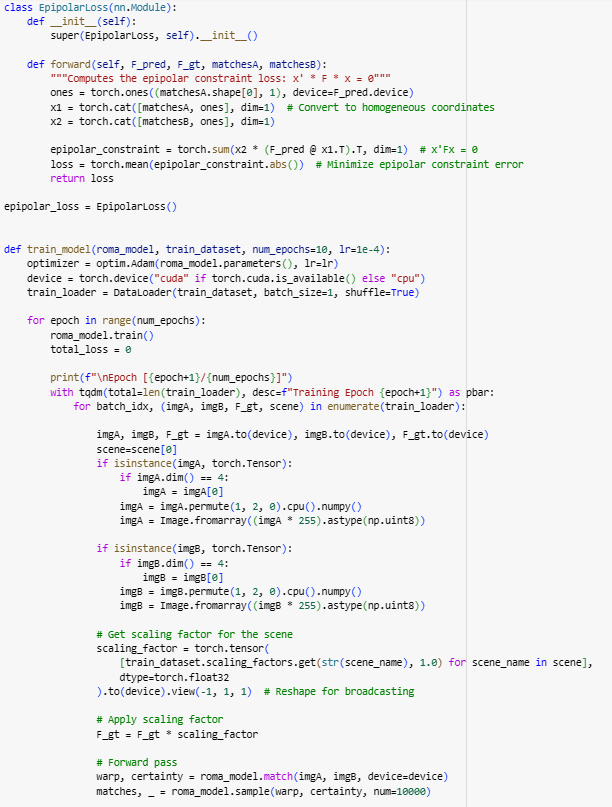 class EpipolarLoss(nn.Module):
    def __init__(self):
        super(EpipolarLoss, self).__init__()

    def forward(self, F_pred, F_gt, matchesA, matchesB):
        """Computes the epipolar constraint loss: x' * F * x = 0"""
        ones = torch.ones((matchesA.shape[0], 1), device=F_pred.device)
        x1 = torch.cat([matchesA, ones], dim=1)  # Convert to homogeneous coordinates
        x2 = torch.cat([matchesB, ones], dim=1)

        epipolar_constraint = torch.sum(x2 * (F_pred @ x1.T).T, dim=1)  # x'Fx = 0
        loss = torch.mean(epipolar_constraint.abs())  # Minimize epipolar constraint error
        return loss

epipolar_loss = EpipolarLoss()


def train_model(roma_model, train_dataset, num_epochs=10, lr=1e-4):
    optimizer = optim.Adam(roma_model.parameters(), lr=lr)
    device = torch.device("cuda" if torch.cuda.is_available() else "cpu")
    train_loader = DataLoader(train_dataset, batch_size=1, shuffle=True)

    for epoch in range(num_epochs):
        roma_model.train()
        total_loss = 0

        print(f"\nEpoch [{epoch+1}/{num_epochs}]")
        with tqdm(total=len(train_loader), desc=f"Training Epoch {epoch+1}") as pbar:
            for batch_idx, (imgA, imgB, F_gt, scene) in enumerate(train_loader):

                imgA, imgB, F_gt = imgA.to(device), imgB.to(device), F_gt.to(device)
                scene=scene[0]
                if isinstance(imgA, torch.Tensor):
                    if imgA.dim() == 4:
                        imgA = imgA[0]
                    imgA = imgA.permute(1, 2, 0).cpu().numpy()
                    imgA = Image.fromarray((imgA * 255).astype(np.uint8))

                if isinstance(imgB, torch.Tensor):
                    if imgB.dim() == 4:
                        imgB = imgB[0]
                    imgB = imgB.permute(1, 2, 0).cpu().numpy()
                    imgB = Image.fromarray((imgB * 255).astype(np.uint8))

                # Get scaling factor for the scene
                scaling_factor = torch.tensor(
                    [train_dataset.scaling_factors.get(str(scene_name), 1.0) for scene_name in scene],
                    dtype=torch.float32
                ).to(device).view(-1, 1, 1)  # Reshape for broadcasting

                # Apply scaling factor
                F_gt = F_gt * scaling_factor

                # Forward pass
                warp, certainty = roma_model.match(imgA, imgB, device=device)
                matches, _ = roma_model.sample(warp, certainty, num=10000)